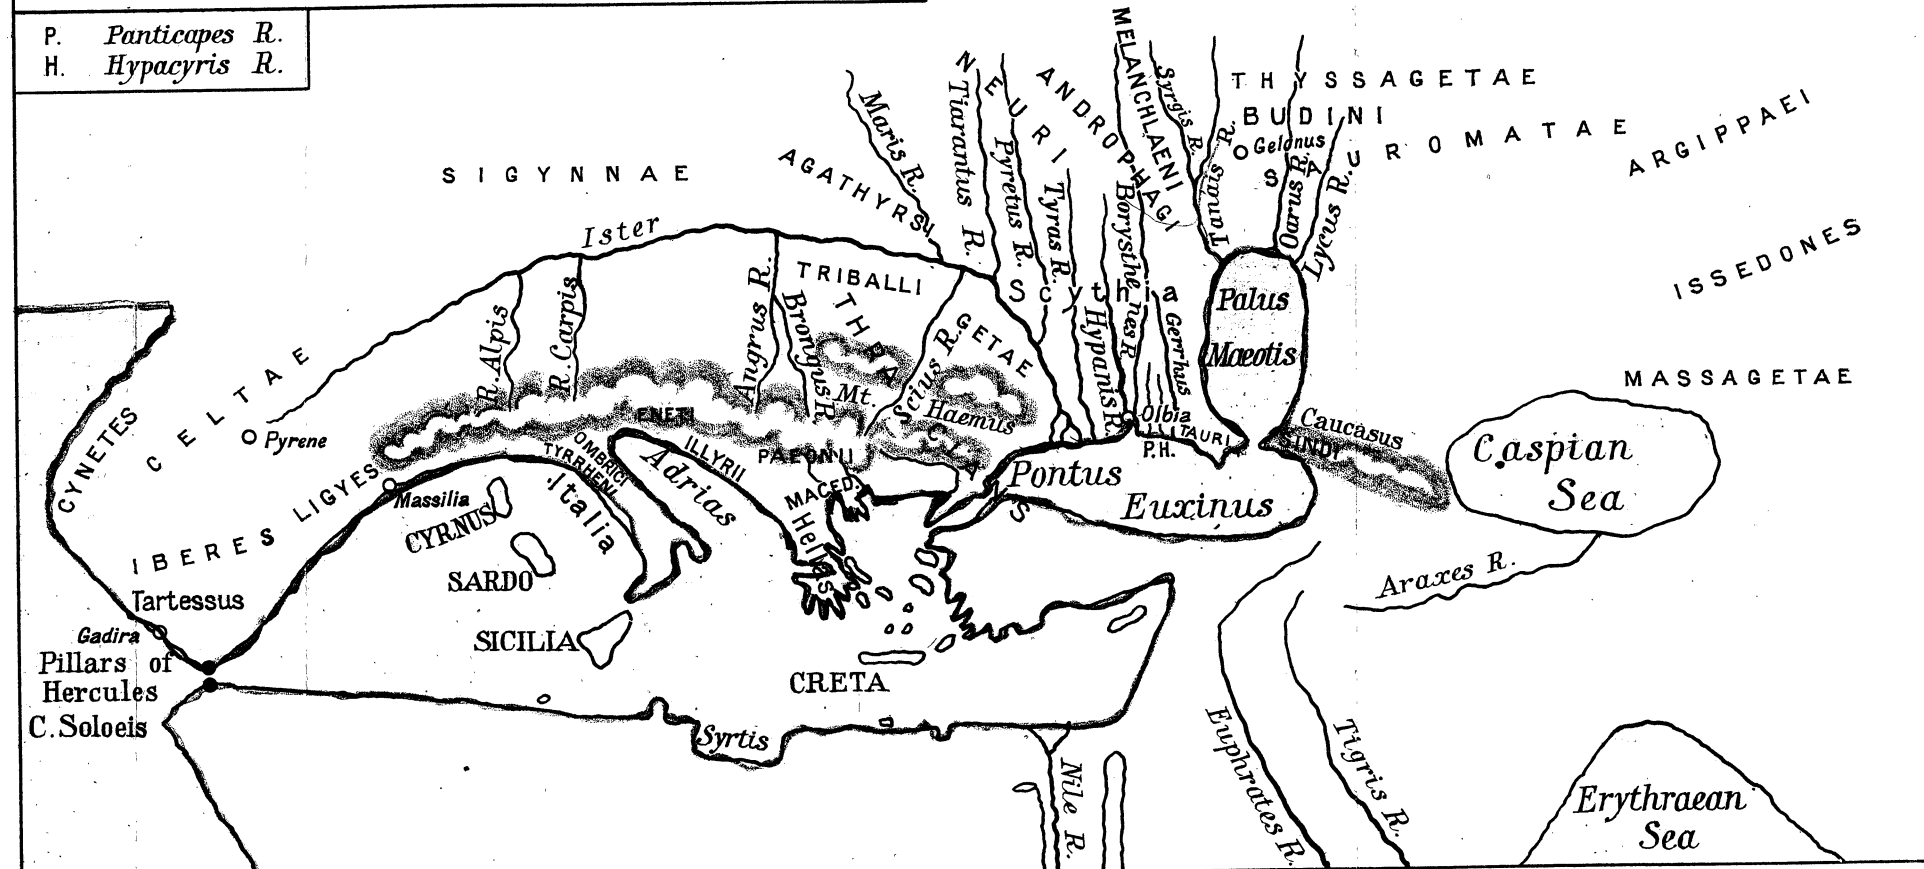 P. Panticapes R.
H. Hypacyris R.
MELANCHLAENI
NEURI
ANDROPHAGI
THYSSAGETAE
BUDINI
Gelonus
SAUROMATAE
ARGIPPAEI
ISSEDONES
MASSAGETAE
SIGYNNAE
AGATHYRSI
Maris R.
Tiarantus R.
Pyretus R.
Tyras R.
Hypanis R.
Borysthenes R
Gerrhus
Syrgis R.
Tanais R.
Oarus R.
Lycus R.
Ister
Scythia
TRIBALLI
THRACIA
GETAE
Palus
Maeotis
R. Alpis
R. Carpis
Angrus R.
Brongus R.
Scius R.
Mt.
Haemus
CELTAE
CYNETES
Pyrene
ENETI
OMBRICI
TYRRHENI
ILLYRII
PAEONII
MACED.
Hellas
Adrias
Italia
Olbia
TAURI
P.H.
Caucasus
SINDI
Caspian
Sea
Pontus
Euxinus
Araxes R.
LIGYES
IBERES
Massilia
CYRNUS
SARDO
SICILIA
CRETA
Tartessus
Gadira
Pillars of
Hercules
C. Soloeis
Syrtis
Nile R.
Euphrates R.
Tigris R.
Erythraean
Sea